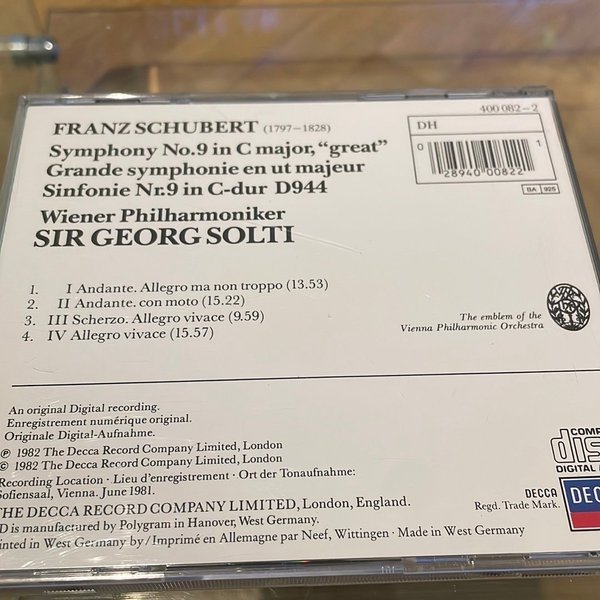 400 082-2
FRANZ SCHUBERT (1797-1828)
DH
Symphony No.9 in C major, "great"
0 28940 00822 1
Grande symphonie en ut majeur
Sinfonie Nr.9 in C-dur D944
BA 925
Wiener Philharmoniker
SIR GEORG SOLTI
1. I Andante. Allegro ma non troppo (13.53)
2. II Andante. con moto (15.22)
3. III Scherzo. Allegro vivace (9.59)
4. IV Allegro vivace (15.57)
The emblem of the
Vienna Philharmonic Orchestra
An original Digital recording.
Enregistrement numérique original.
Originale Digital-Aufnahme.
℗ 1982 The Decca Record Company Limited, London
© 1982 The Decca Record Company Limited, London
Recording Location · Lieu d'enregistrement · Ort der Tonaufnahme:
Sofiensaal, Vienna. June 1981.
THE DECCA RECORD COMPANY LIMITED, London, England.
D is manufactured by Polygram in Hanover, West Germany.
inted in West Germany by/Imprimé en Allemagne par Neef, Wittingen · Made in West Germany
COMP
dis
DIGITAL A
DECCA
Regd. Trade Mark.
DEC